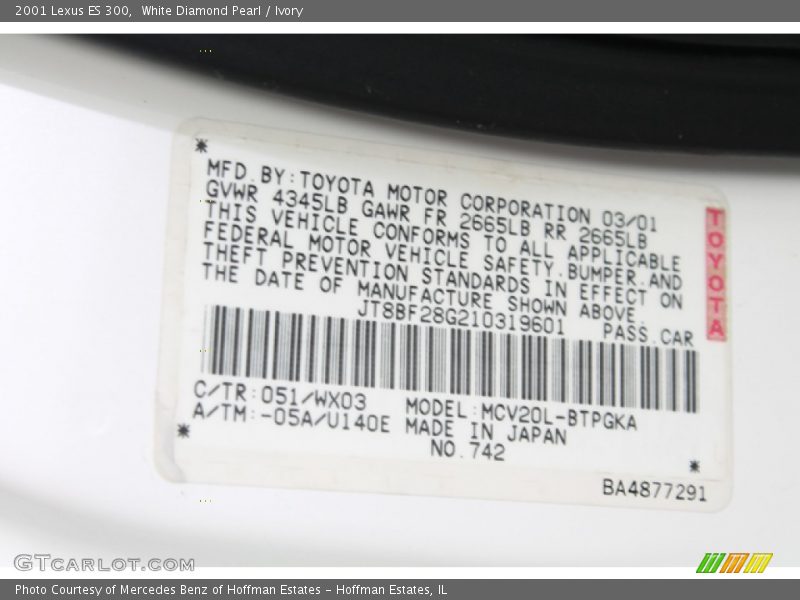 2001 Lexus ES 300, White Diamond Pearl / Ivory
MFD.BY:TOYOTA MOTOR CORPORATION 03/01
GVWR 4345LB GAWR FR 2665LB RR 2665LB
THIS VEHICLE CONFORMS TO ALL APPLICABLE
FEDERAL MOTOR VEHICLE SAFETY.BUMPER.AND
THEFT PREVENTION STANDARDS IN EFFECT ON
THE DATE OF MANUFACTURE SHOWN ABOVE.
JT8BF28G210319601 PASS.CAR
TOYOTA
C/TR:051/WX03 MODEL:MCV20L-BTPGKA
A/TM:-05A/U140E MADE IN JAPAN
NO.742
BA4877291
GTCARLOT.COM
Photo Courtesy of Mercedes Benz of Hoffman Estates - Hoffman Estates, IL